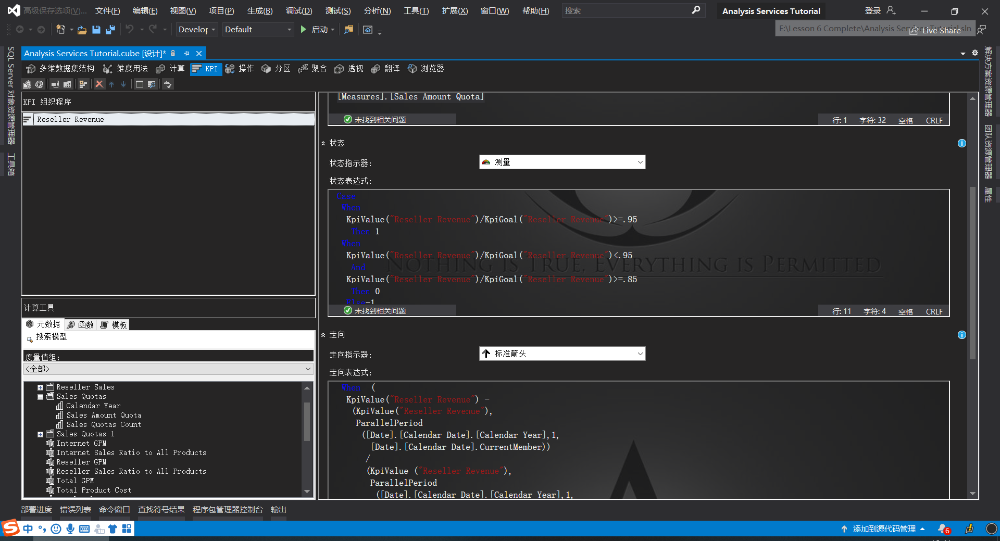 高级保存选项(V)... 文件(F) 编辑(E) 视图(V) 项目(P) 生成(B) 调试(D) 测试(S) 分析(N) 工具(T) 扩展(X) 窗口(W) 帮助(H) 搜索 Analysis Services Tutorial 登录
Develop Default 启动 E:\Lesson 6 Complete\Analysis Services Tutorial.sln Live Share
SQL Server 对象资源管理器
工具箱
Analysis Services Tutorial.cube [设计]*
多维数据集结构 维度用法 计算 KPI 操作 分区 聚合 透视 翻译 浏览器
KPI 组织程序
Reseller Revenue
计算工具
元数据 函数 模板
搜索模型
度量值组:
<全部>
Reseller Sales
Sales Quotas
Calendar Year
Sales Amount Quota
Sales Quotas Count
Sales Quotas 1
Internet GPM
Internet Sales Ratio to All Products
Reseller GPM
Reseller Sales Ratio to All Products
Total GPM
Total Product Cost
[Measures].[Sales Amount Quota]
未找到相关问题 行: 1 字符: 32 空格 CRLF
状态
状态指示器: 测量
状态表达式:
Case
When
KpiValue("Reseller Revenue")/KpiGoal("Reseller Revenue")>=.95
Then 1
When
KpiValue("Reseller Revenue")/KpiGoal("Reseller Revenue")<.95
And
KpiValue("Reseller Revenue")/KpiGoal("Reseller Revenue")>=.85
Then 0
Else-1
NOTHING IS TRUE, EVERYTHING IS PERMITTED
未找到相关问题 行: 11 字符: 4 空格 CRLF
走向
走向指示器: 标准箭头
走向表达式:
When (
KpiValue("Reseller Revenue") -
(KpiValue("Reseller Revenue"),
ParallelPeriod
([Date].[Calendar Date].[Calendar Year],1,
[Date].[Calendar Date].CurrentMember))
/
(KpiValue ("Reseller Revenue"),
ParallelPeriod
([Date].[Calendar Date].[Calendar Year],1,
解决方案资源管理器
团队资源管理器
属性
部署进度 错误列表 命令窗口 查找符号结果 程序包管理器控制台 输出
中 添加到源代码管理 6